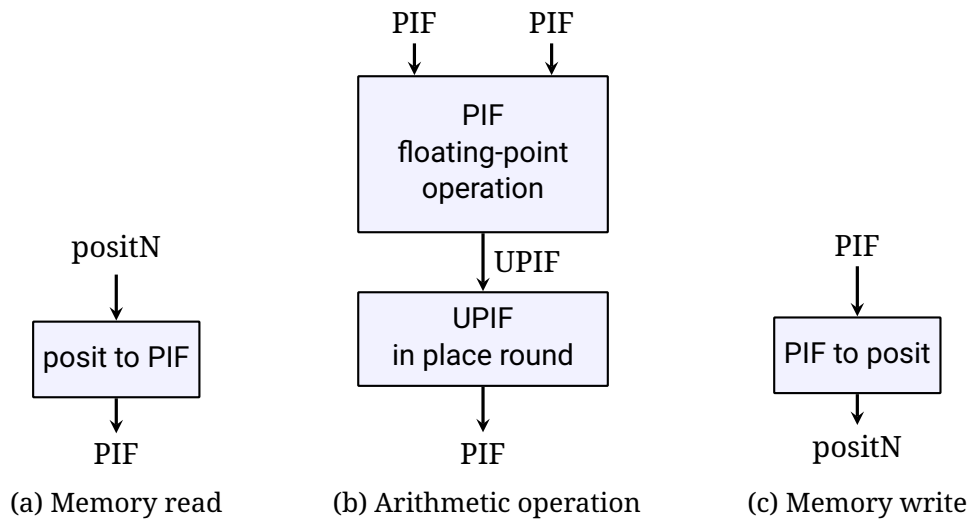 positN
posit to PIF
PIF
(a) Memory read
PIF PIF
PIF
floating-point
operation
UPIF
UPIF
in place round
PIF
(b) Arithmetic operation
PIF
PIF to posit
positN
(c) Memory write